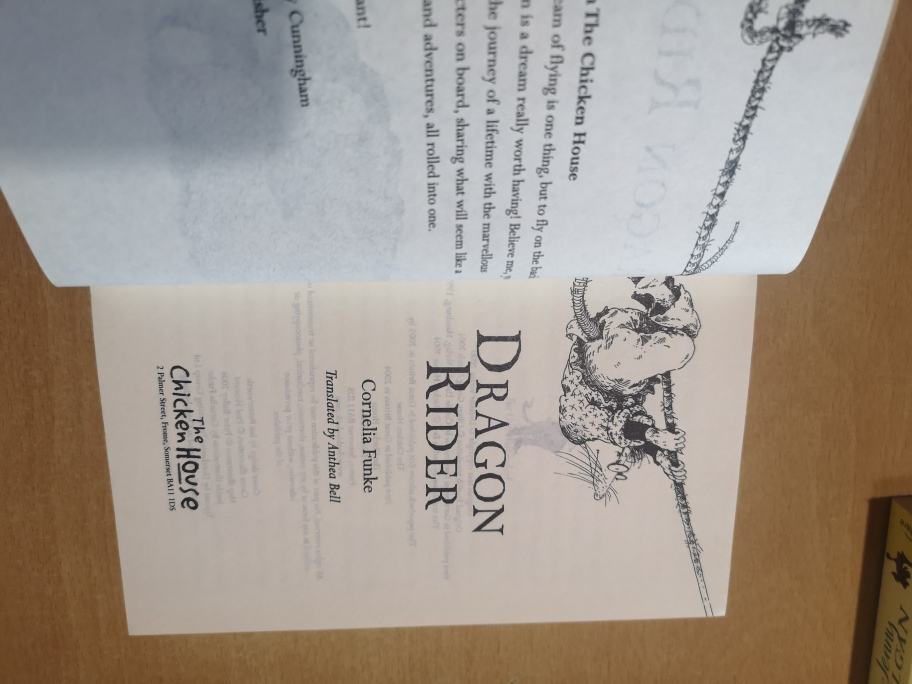 The Chicken House
eam of flying is one thing, but to fly on the
n is a dream really worth having! Believe me,
he journey of a lifetime with the marvellous
cters on board, sharing what will seem like a
and adventures, all rolled into one.
ant!
y Cunningham
isher
DRAGON
RIDER
Cornelia Funke
Translated by Anthea Bell
The
Chicken House
2 Palmer Street, Frome, Somerset BA11 1DS